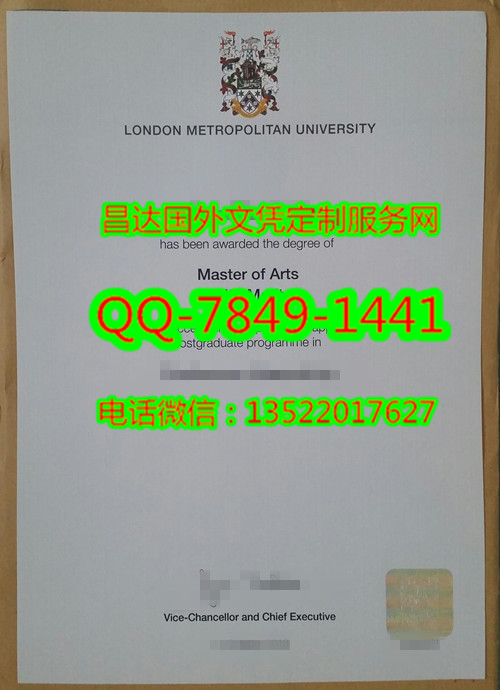 LONDON METROPOLITAN UNIVERSITY
昌达国外文凭定制服务网
has been awarded the degree of
Master of Arts
QQ-7849-1441
postgraduate programme in
电话微信：13522017627
Vice-Chancellor and Chief Executive